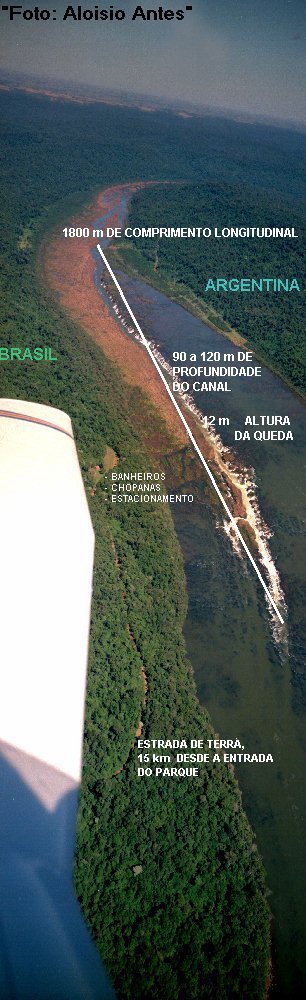 "Foto: Aloisio Antes"
1800 m DE COMPRIMENTO LONGITUDINAL
ARGENTINA
BRASIL
90 a 120 m DE
PROFUNDIDADE
DO CANAL
12 m ALTURA
DA QUEDA
- BANHEIROS
- CHOPANAS
- ESTACIONAMENTO
ESTRADA DE TERRA,
15 km DESDE A ENTRADA
DO PARQUE